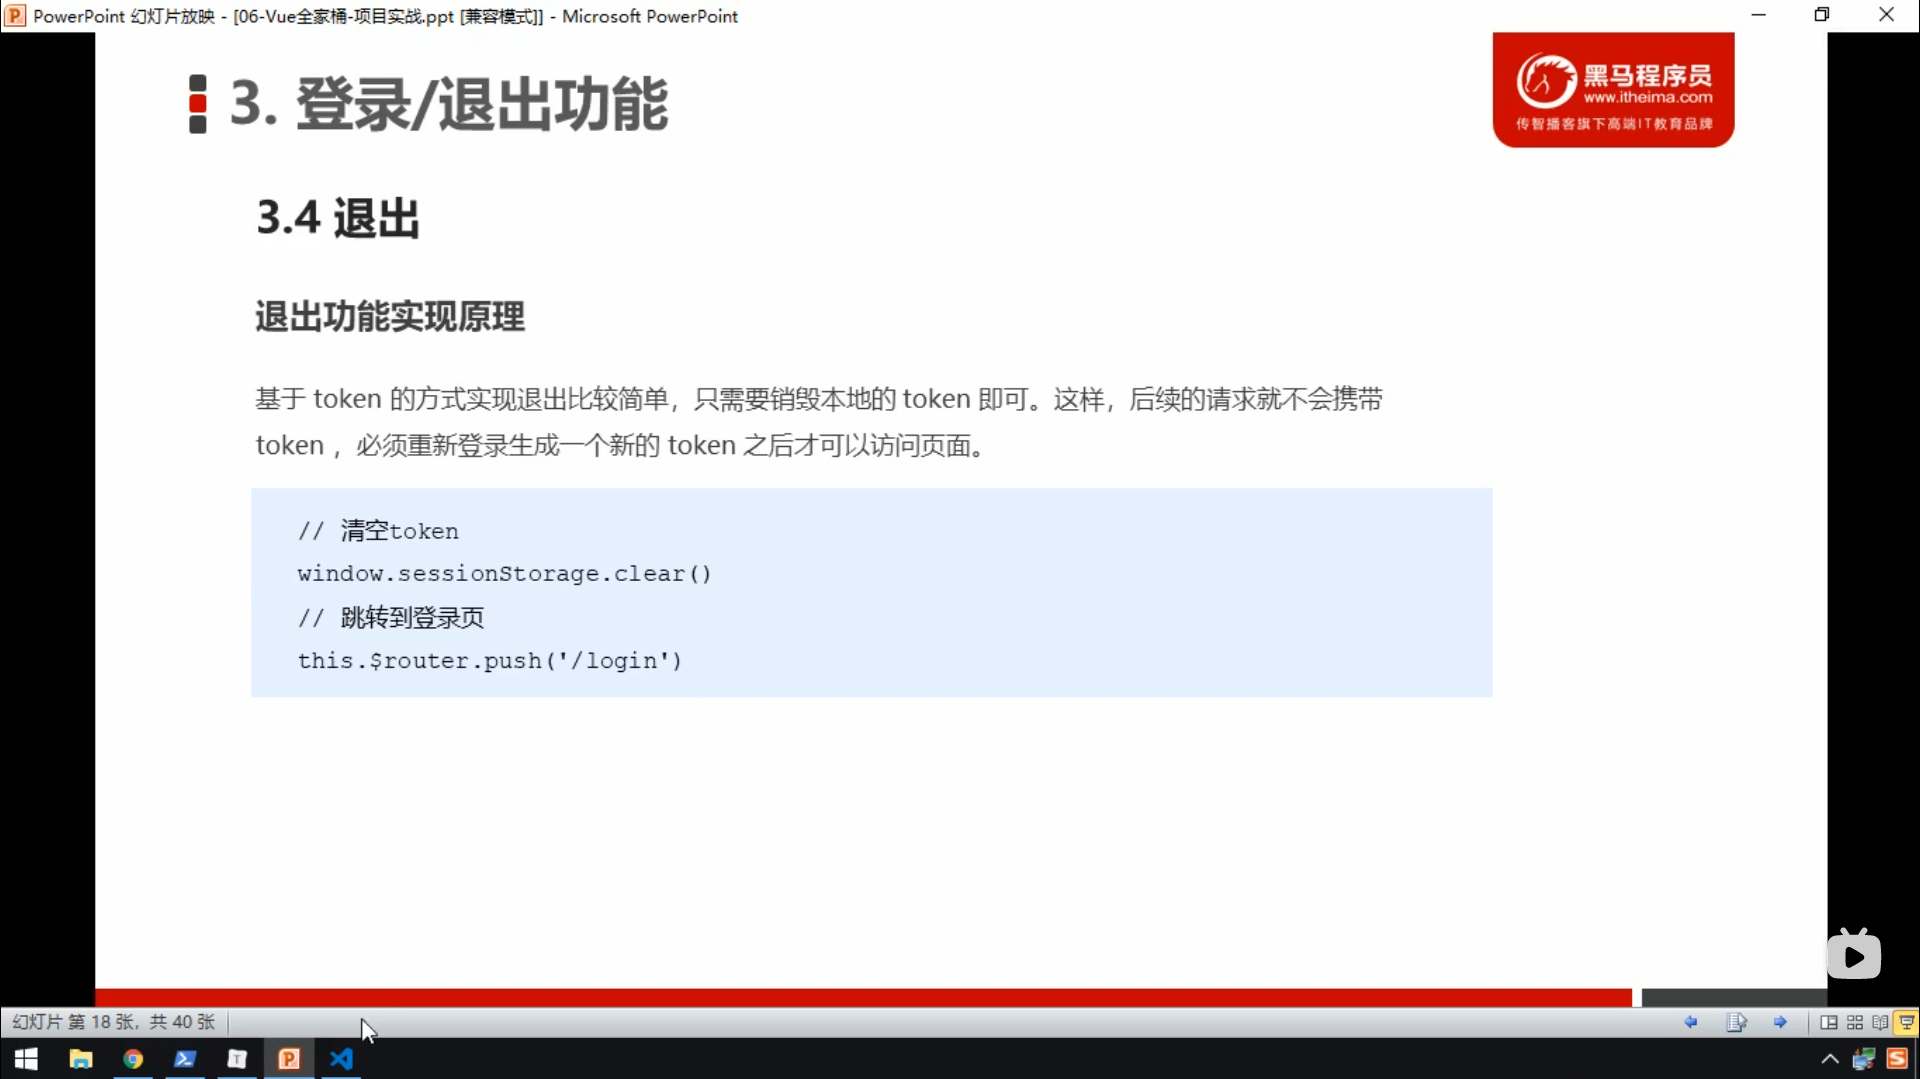 PowerPoint 幻灯片放映 - [06-Vue全家桶-项目实战.ppt [兼容模式]] - Microsoft PowerPoint
3. 登录/退出功能
黑马程序员
www.itheima.com
传智播客旗下高端IT教育品牌
3.4 退出
退出功能实现原理
基于 token 的方式实现退出比较简单，只需要销毁本地的 token 即可。这样，后续的请求就不会携带
token ，必须重新登录生成一个新的 token 之后才可以访问页面。
// 清空token
window.sessionStorage.clear()
// 跳转到登录页
this.$router.push('/login')
幻灯片 第 18 张，共 40 张